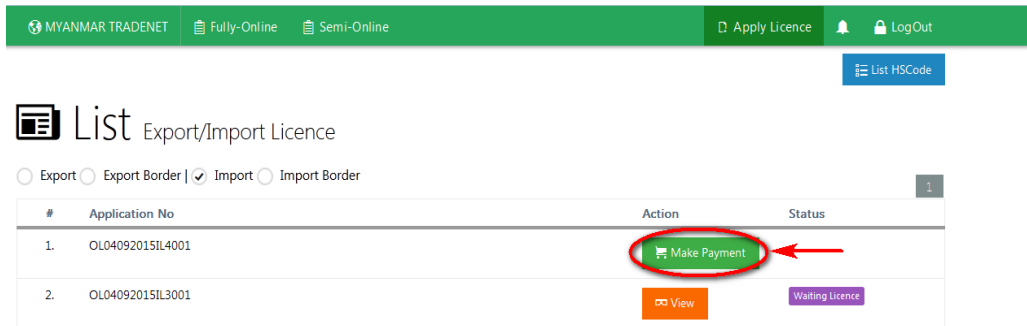 MYANMAR TRADENET Fully-Online Semi-Online Apply Licence LogOut
List HSCode
List Export/Import Licence
Export Export Border | Import Import Border
1
# Application No Action Status
1. OL04092015IL4001 Make Payment
2. OL04092015IL3001 View Waiting Licence